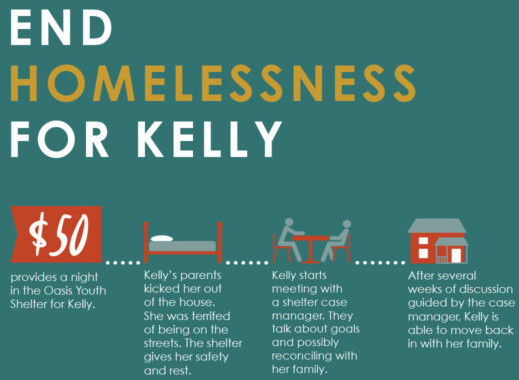 END
HOMELESSNESS
FOR KELLY
$50
provides a night
in the Oasis Youth
Shelter for Kelly.
Kelly's parents
kicked her out
of the house.
She was terrifed
of being on the
streets. The shelter
gives her safety
and rest.
Kelly starts
meeting with
a shelter case
manager. They
talk about goals
and possibly
reconciling with
her family.
After several
weeks of discussion
guided by the case
manager, Kelly is
able to move back
in with her family.